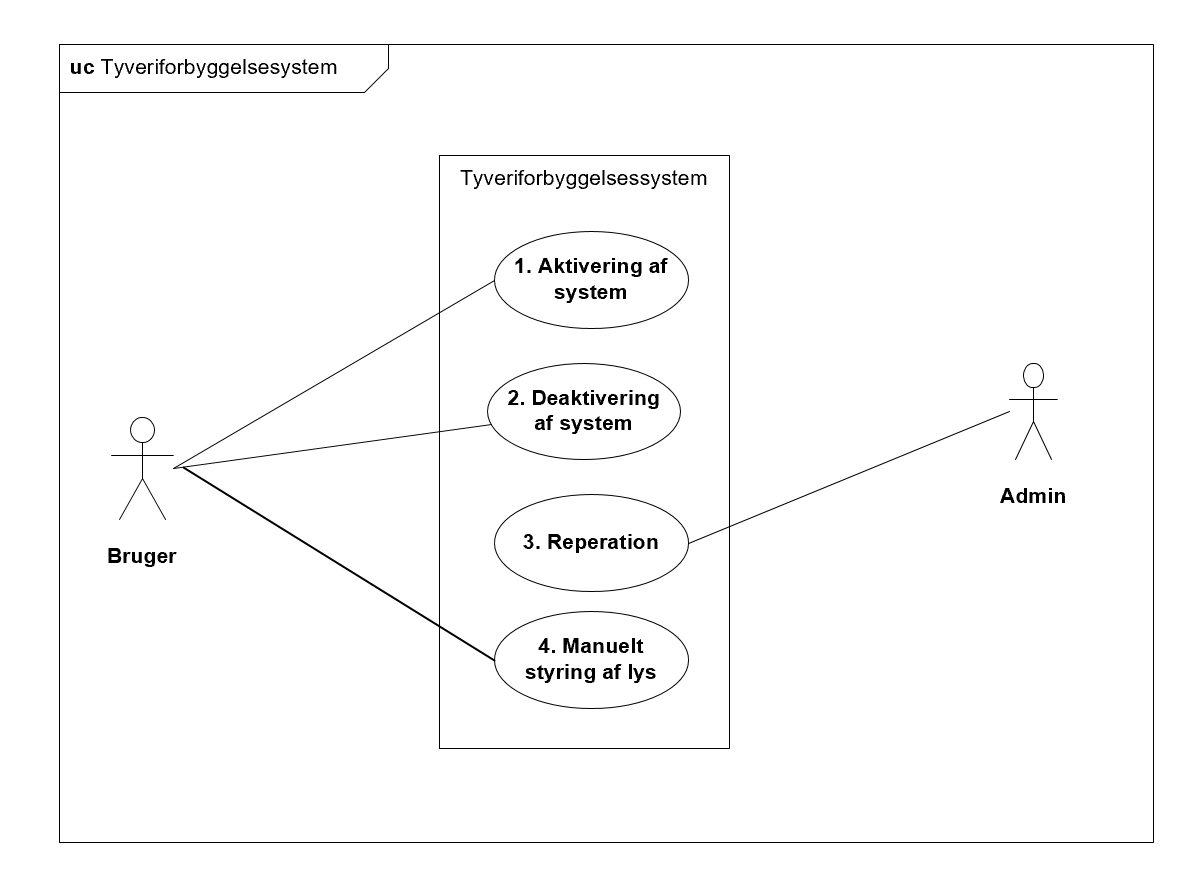 uc Tyveriforbyggelsesystem
Tyveriforbyggelsessystem
1. Aktivering af
system
2. Deaktivering
af system
3. Reperation
4. Manuelt
styring af lys
Bruger
Admin